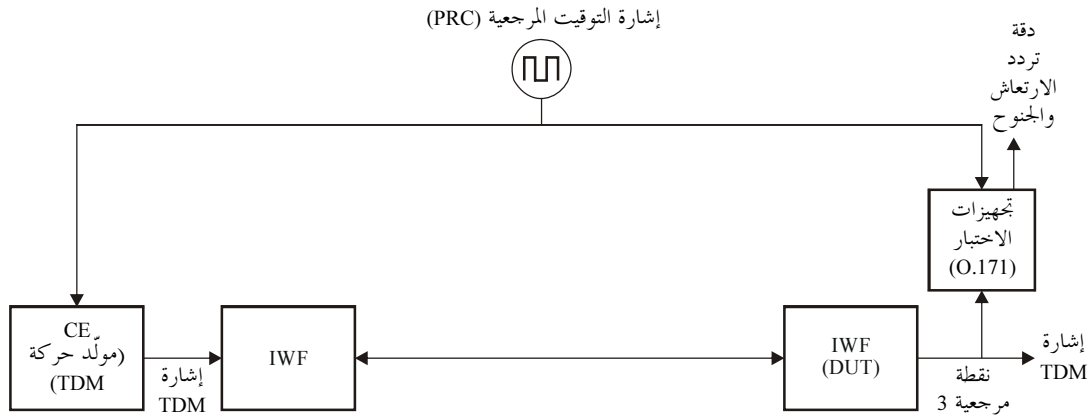 إشارة التوقيت المرجعية (PRC)
دقة
تردد
الارتعاش
والجنوح
تجهيزات
الاختبار
(O.171)
CE
(مولّد حركة
TDM)
إشارة
TDM
IWF
IWF
(DUT)
نقطة
مرجعية 3
إشارة
TDM